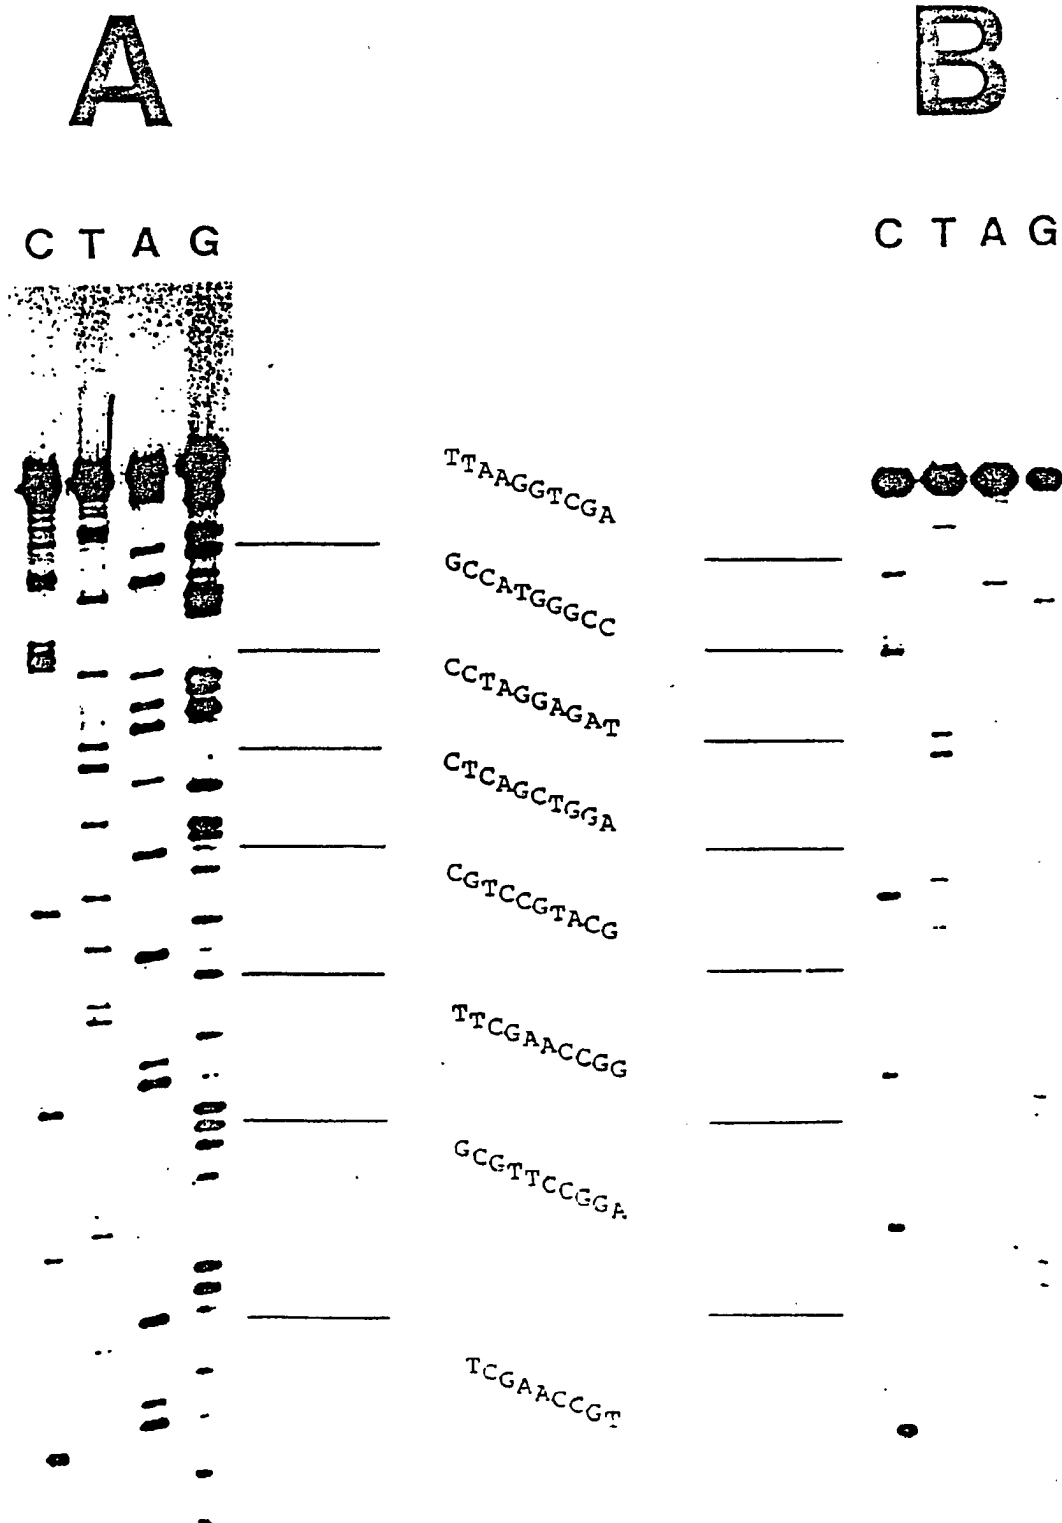 A B
C T A G C T A G
TTAAGGTCGA
GCCATGGGCC
CCTAGGAGAT
CTCAGCTGGA
CGTCCGTACG
TTCGAACCGG
GCGTTCCGGA
TCGAACCGT